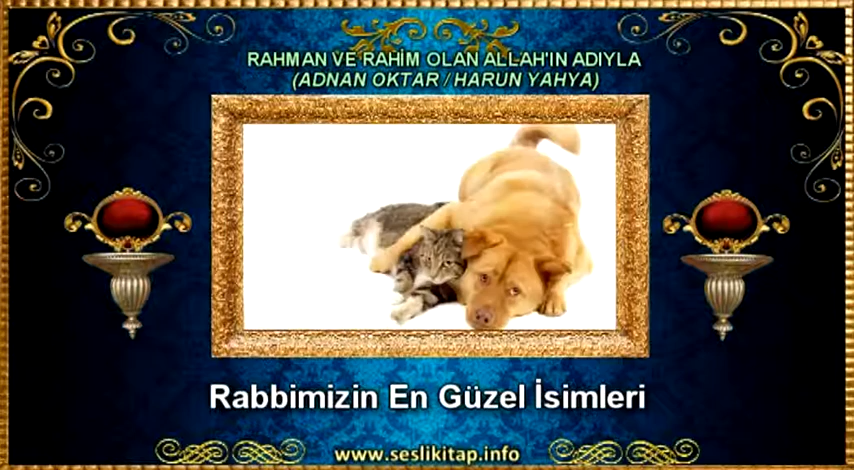 RAHMAN VE RAHİM OLAN ALLAH'IN ADIYLA
(ADNAN OKTAR / HARUN YAHYA)
Rabbimizin En Güzel İsimleri
www.seslikitap.info